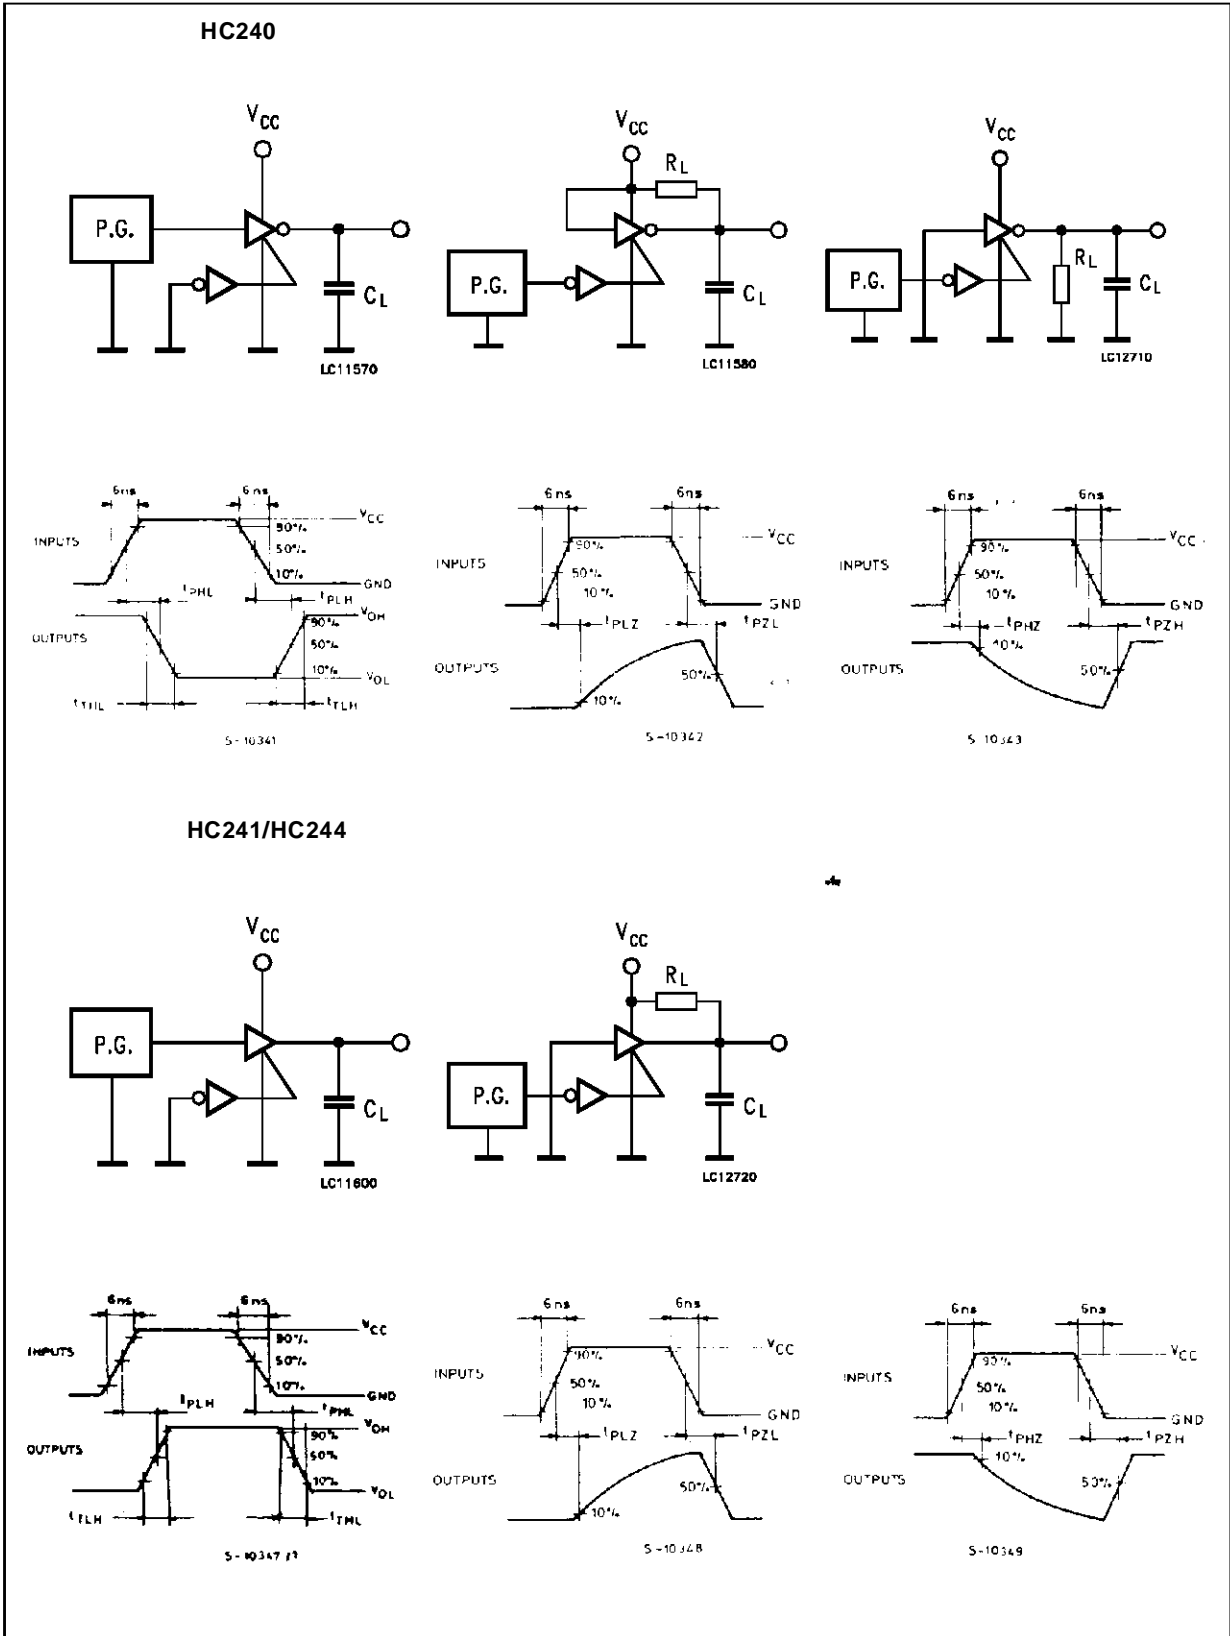 HC240
VCC
P.G.
CL
LC11570
VCC
RL
P.G.
CL
LC11580
VCC
P.G.
RL
CL
LC12710
6ns 6ns
VCC
90%
INPUTS
50%
10%
GND
tPHL tPLH
VOH
90%
OUTPUTS
50%
10%
VOL
tTHL tTLH
S-10341
6ns 6ns
VCC
90%
INPUTS
50%
10%
GND
tPLZ tPZL
OUTPUTS
50%
10%
S-10342
6ns 6ns
VCC
90%
INPUTS
50%
10%
GND
tPHZ tPZH
10%
OUTPUTS
50%
S-10343
HC241/HC244
VCC
P.G.
CL
LC11600
VCC
RL
P.G.
CL
LC12720
6ns 6ns
VCC
90%
INPUTS
50%
10%
GND
tPLH tPHL
VOH
90%
OUTPUTS
50%
10%
VOL
tTLH tTHL
6ns 6ns
VCC
90%
INPUTS
50%
10%
GND
tPLZ tPZL
OUTPUTS
50%
10%
S-10348
6ns 6ns
VCC
90%
INPUTS
50%
10%
GND
tPHZ tPZH
10%
OUTPUTS
50%
S-10349